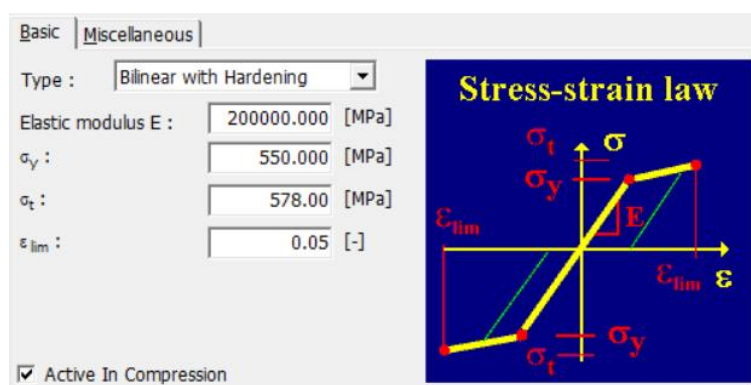 Basic Miscellaneous
Type : Bilinear with Hardening
Elastic modulus E : 200000.000 [MPa]
σy : 550.000 [MPa]
σt : 578.00 [MPa]
ε lim : 0.05 [-]
Active In Compression
Stress-strain law
σt σ
σy
E
εlim
εlim ε
σy
σt